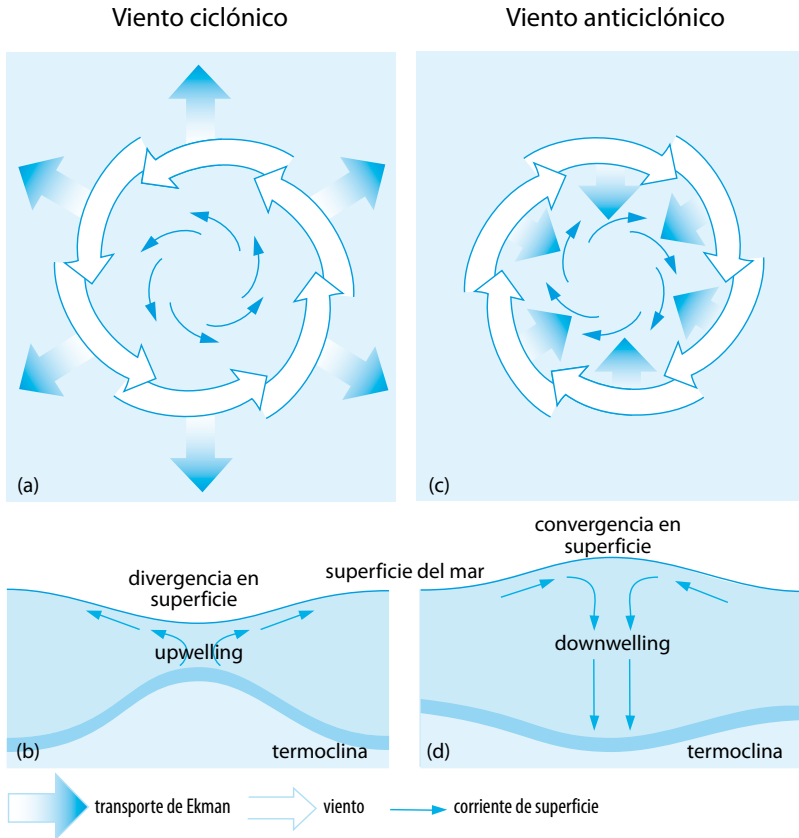 Viento ciclónico
Viento anticiclónico
(a)
(c)
divergencia en
superficie
superficie del mar
convergencia en
superficie
upwelling
downwelling
(b)
termoclina
(d)
termoclina
transporte de Ekman
viento
corriente de superficie